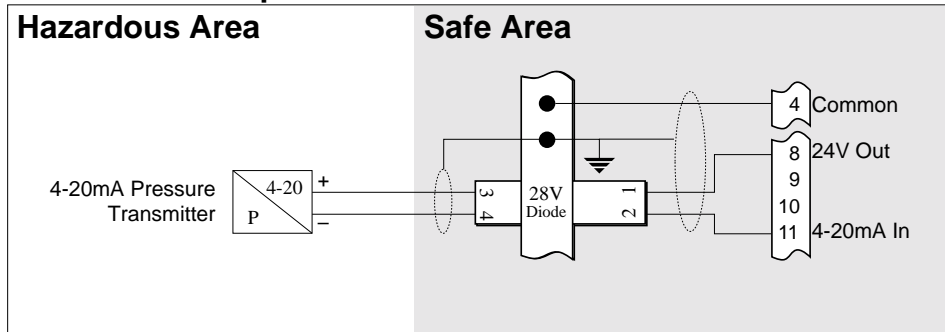 Hazardous Area
Safe Area
4 Common
8 24V Out
9
10
11 4-20mA In
4-20mA Pressure
Transmitter
4-20
P
+
–
3
4
28V
Diode
1
2